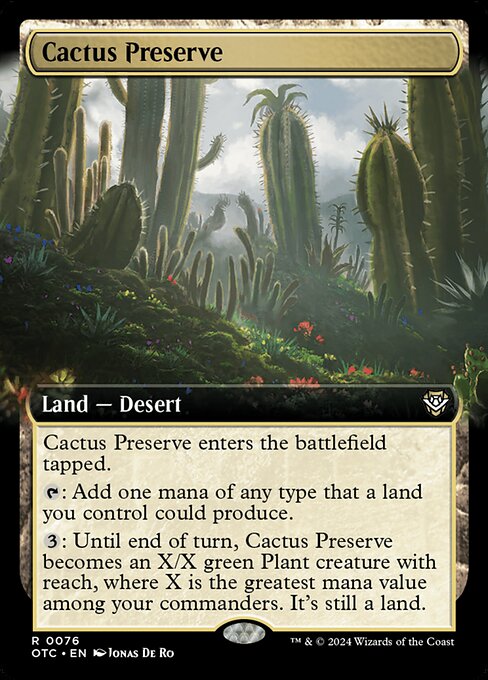 Cactus Preserve
Land — Desert
Cactus Preserve enters the battlefield
tapped.
: Add one mana of any type that a land
you control could produce.
3: Until end of turn, Cactus Preserve
becomes an X/X green Plant creature with
reach, where X is the greatest mana value
among your commanders. It's still a land.
R 0076
OTC • EN Jonas De Ro
™ & © 2024 Wizards of the Coast